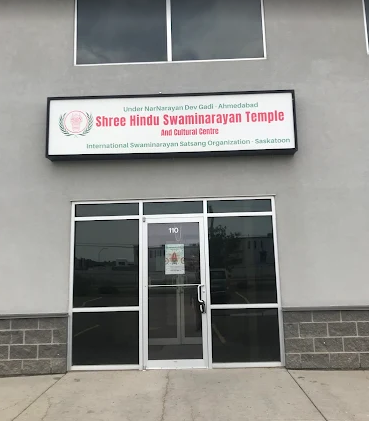 Under NarNarayan Dev Gadi - Ahmedabad
Shree Hindu Swaminarayan Temple
And Cultural Centre
International Swaminarayan Satsang Organization - Saskatoon
110